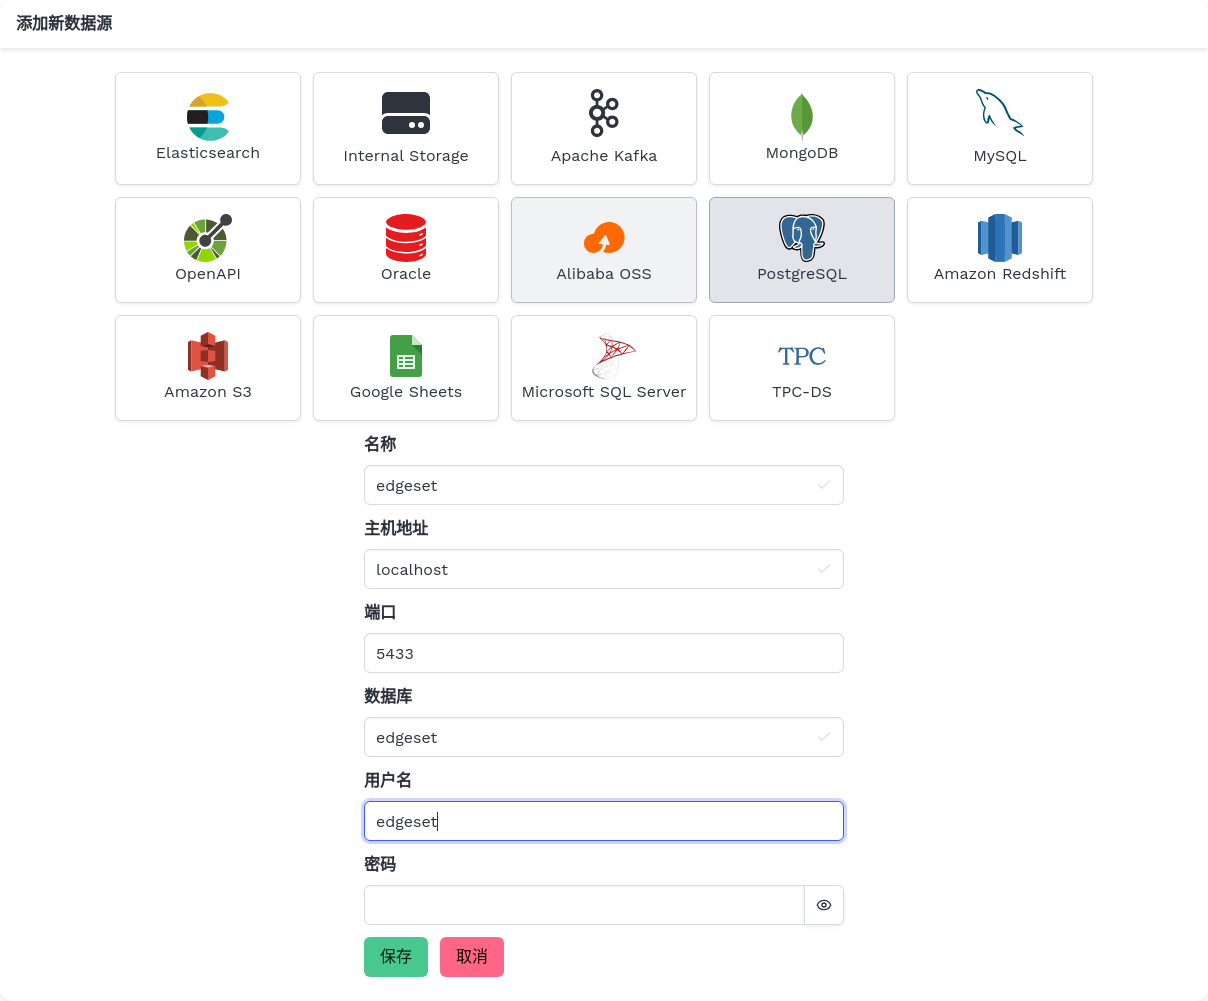 添加新数据源
Elasticsearch
Internal Storage
Apache Kafka
MongoDB
MySQL
OpenAPI
Oracle
Alibaba OSS
PostgreSQL
Amazon Redshift
Amazon S3
Google Sheets
Microsoft SQL Server
TPC
TPC-DS
名称
edgeset
主机地址
localhost
端口
5433
数据库
edgeset
用户名
edgeset
密码
保存
取消